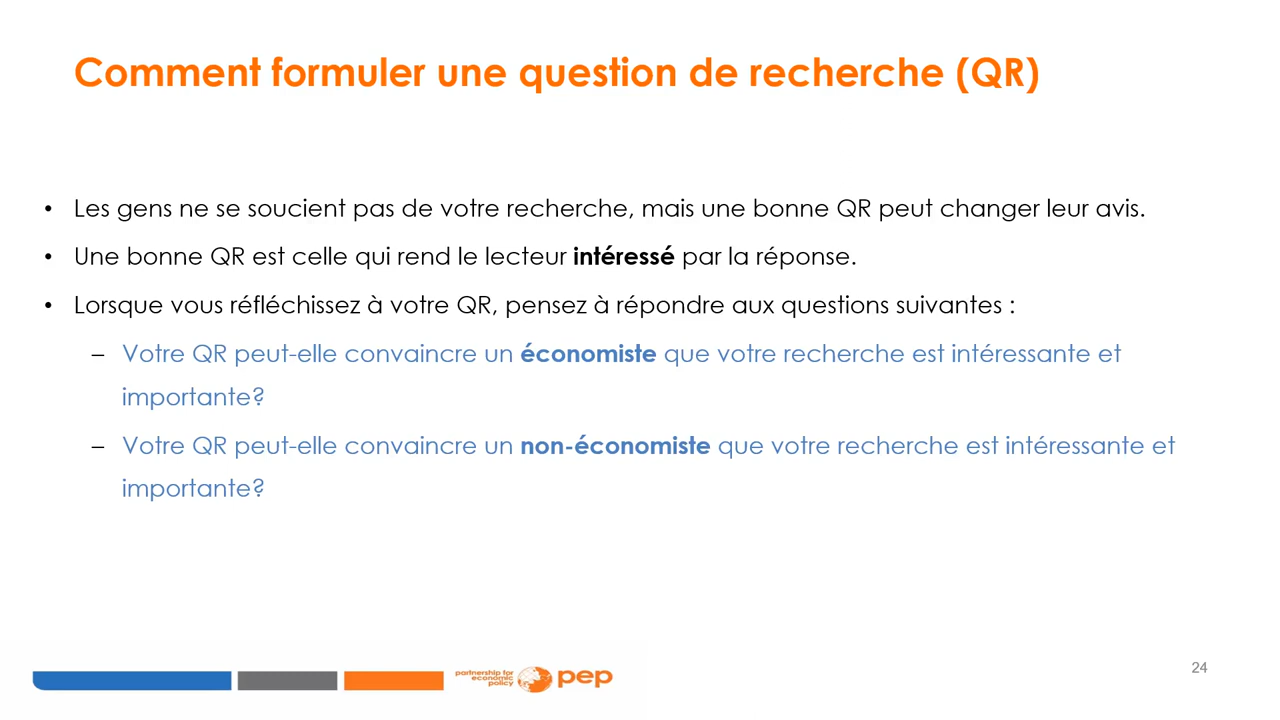 Comment formuler une question de recherche (QR)
• Les gens ne se soucient pas de votre recherche, mais une bonne QR peut changer leur avis.
• Une bonne QR est celle qui rend le lecteur intéressé par la réponse.
• Lorsque vous réfléchissez à votre QR, pensez à répondre aux questions suivantes :
– Votre QR peut-elle convaincre un économiste que votre recherche est intéressante et
importante?
– Votre QR peut-elle convaincre un non-économiste que votre recherche est intéressante et
importante?
partnership for
economic
policy
pep
24